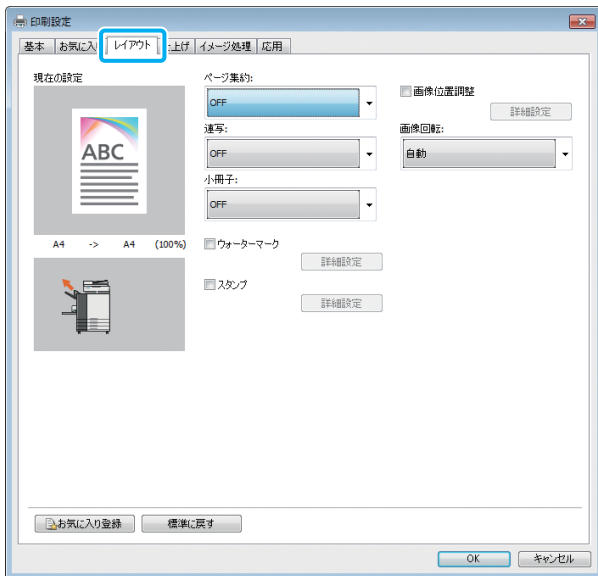 印刷設定
基本 お気に入 レイアウト 上げ イメージ処理 応用
現在の設定
ABC
A4 -> A4 (100%)
ページ集約:
OFF
連写:
OFF
小冊子:
OFF
ウォーターマーク
詳細設定
スタンプ
詳細設定
画像位置調整
詳細設定
画像回転:
自動
お気に入り登録 標準に戻す
OK キャンセル